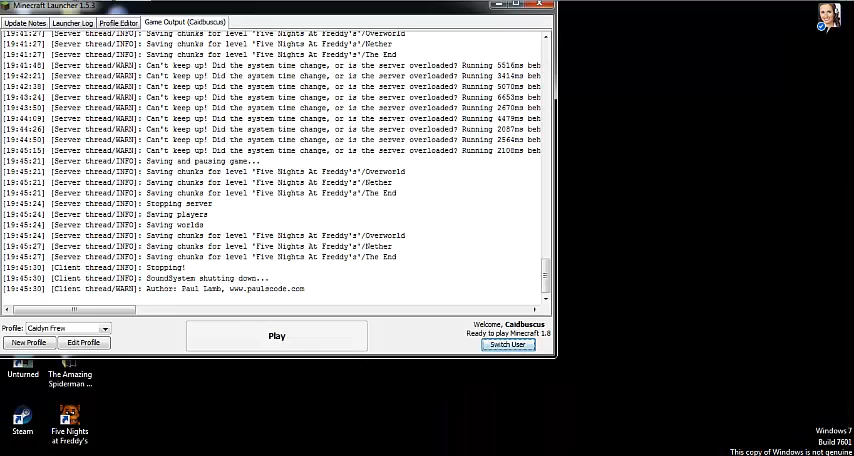 Minecraft Launcher 1.5.3
Update Notes Launcher Log Profile Editor Game Output (Caidbuscus)
[19:41:27] [Server thread/INFO]: Saving chunks for level 'Five Nights At Freddy's'/Overworld
[19:41:27] [Server thread/INFO]: Saving chunks for level 'Five Nights At Freddy's'/Nether
[19:41:27] [Server thread/INFO]: Saving chunks for level 'Five Nights At Freddy's'/The End
[19:41:48] [Server thread/WARN]: Can't keep up! Did the system time change, or is the server overloaded? Running 5516ms beh
[19:42:21] [Server thread/WARN]: Can't keep up! Did the system time change, or is the server overloaded? Running 3414ms beh
[19:42:38] [Server thread/WARN]: Can't keep up! Did the system time change, or is the server overloaded? Running 5070ms beh
[19:43:24] [Server thread/WARN]: Can't keep up! Did the system time change, or is the server overloaded? Running 6653ms beh
[19:43:50] [Server thread/WARN]: Can't keep up! Did the system time change, or is the server overloaded? Running 2670ms beh
[19:44:09] [Server thread/WARN]: Can't keep up! Did the system time change, or is the server overloaded? Running 4479ms beh
[19:44:26] [Server thread/WARN]: Can't keep up! Did the system time change, or is the server overloaded? Running 2087ms beh
[19:44:50] [Server thread/WARN]: Can't keep up! Did the system time change, or is the server overloaded? Running 2564ms beh
[19:45:15] [Server thread/WARN]: Can't keep up! Did the system time change, or is the server overloaded? Running 2108ms beh
[19:45:21] [Server thread/INFO]: Saving and pausing game...
[19:45:21] [Server thread/INFO]: Saving chunks for level 'Five Nights At Freddy's'/Overworld
[19:45:21] [Server thread/INFO]: Saving chunks for level 'Five Nights At Freddy's'/Nether
[19:45:21] [Server thread/INFO]: Saving chunks for level 'Five Nights At Freddy's'/The End
[19:45:24] [Server thread/INFO]: Stopping server
[19:45:24] [Server thread/INFO]: Saving players
[19:45:24] [Server thread/INFO]: Saving worlds
[19:45:24] [Server thread/INFO]: Saving chunks for level 'Five Nights At Freddy's'/Overworld
[19:45:27] [Server thread/INFO]: Saving chunks for level 'Five Nights At Freddy's'/Nether
[19:45:27] [Server thread/INFO]: Saving chunks for level 'Five Nights At Freddy's'/The End
[19:45:30] [Client thread/INFO]: Stopping!
[19:45:30] [Client thread/INFO]: SoundSystem shutting down...
[19:45:30] [Client thread/WARN]: Author: Paul Lamb, www.paulscode.com
Profile: Caidyn Frew
New Profile Edit Profile
Play
Welcome, Caidbuscus
Ready to play Minecraft 1.8
Switch User
Unturned
The Amazing
Spiderman ...
Steam
Five Nights
at Freddy's
Windows 7
Build 7601
This copy of Windows is not genuine